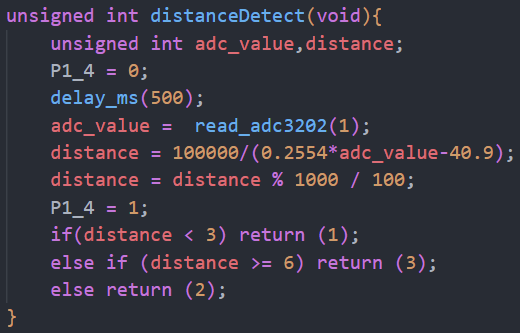 unsigned int distanceDetect(void){
    unsigned int adc_value,distance;
    P1_4 = 0;
    delay_ms(500);
    adc_value =  read_adc3202(1);
    distance = 100000/(0.2554*adc_value-40.9);
    distance = distance % 1000 / 100;
    P1_4 = 1;
    if(distance < 3) return (1);
    else if (distance >= 6) return (3);
    else return (2);
}